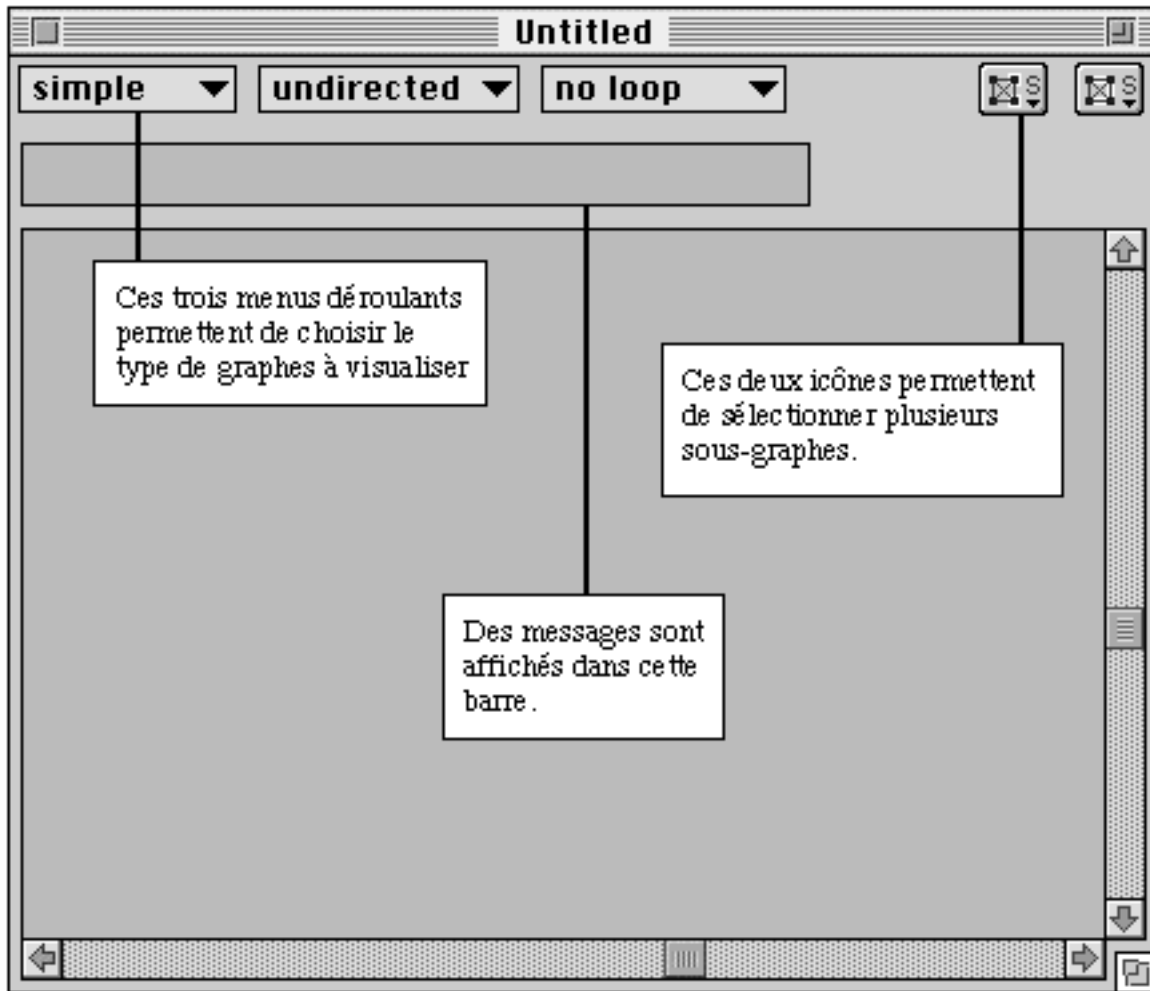 Untitled
simple undirected no loop S S
Ces trois menus déroulants
permettent de choisir le
type de graphes à visualiser
Ces deux icônes permettent
de sélectionner plusieurs
sous-graphes.
Des messages sont
affichés dans cette
barre.